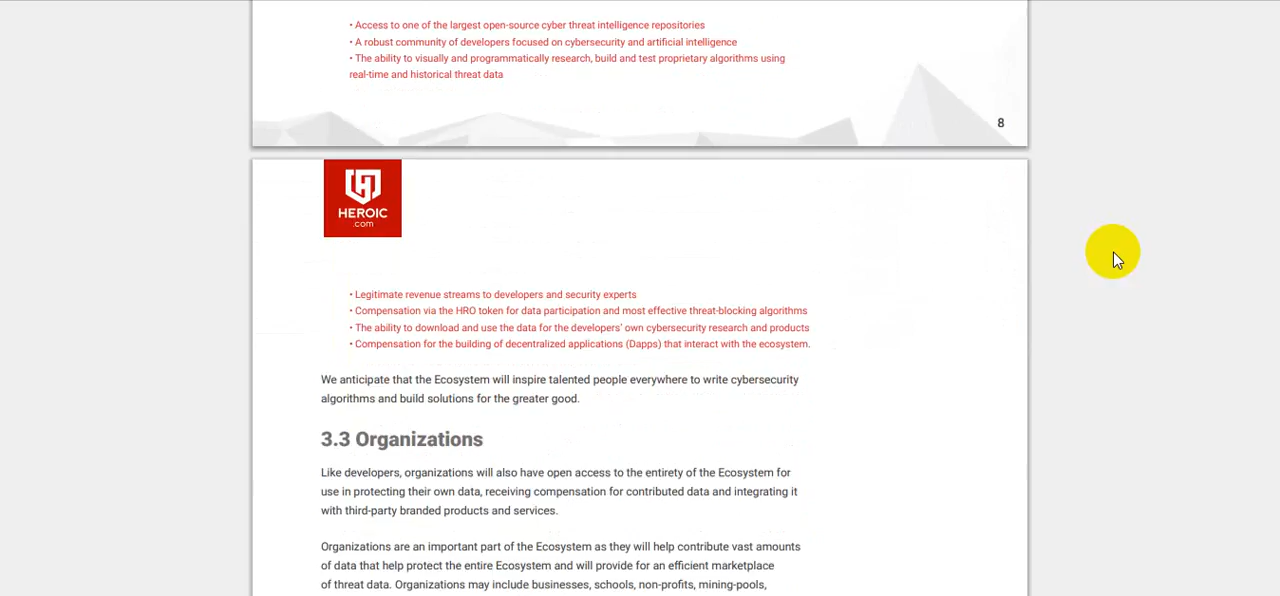 • Access to one of the largest open-source cyber threat intelligence repositories
• A robust community of developers focused on cybersecurity and artificial intelligence
• The ability to visually and programmatically research, build and test proprietary algorithms using
real-time and historical threat data
8
HEROIC
.com
• Legitimate revenue streams to developers and security experts
• Compensation via the HRO token for data participation and most effective threat-blocking algorithms
• The ability to download and use the data for the developers' own cybersecurity research and products
• Compensation for the building of decentralized applications (Dapps) that interact with the ecosystem.
We anticipate that the Ecosystem will inspire talented people everywhere to write cybersecurity
algorithms and build solutions for the greater good.
3.3 Organizations
Like developers, organizations will also have open access to the entirety of the Ecosystem for
use in protecting their own data, receiving compensation for contributed data and integrating it
with third-party branded products and services.
Organizations are an important part of the Ecosystem as they will help contribute vast amounts
of data that help protect the entire Ecosystem and will provide for an efficient marketplace
of threat data. Organizations may include businesses, schools, non-profits, mining-pools,